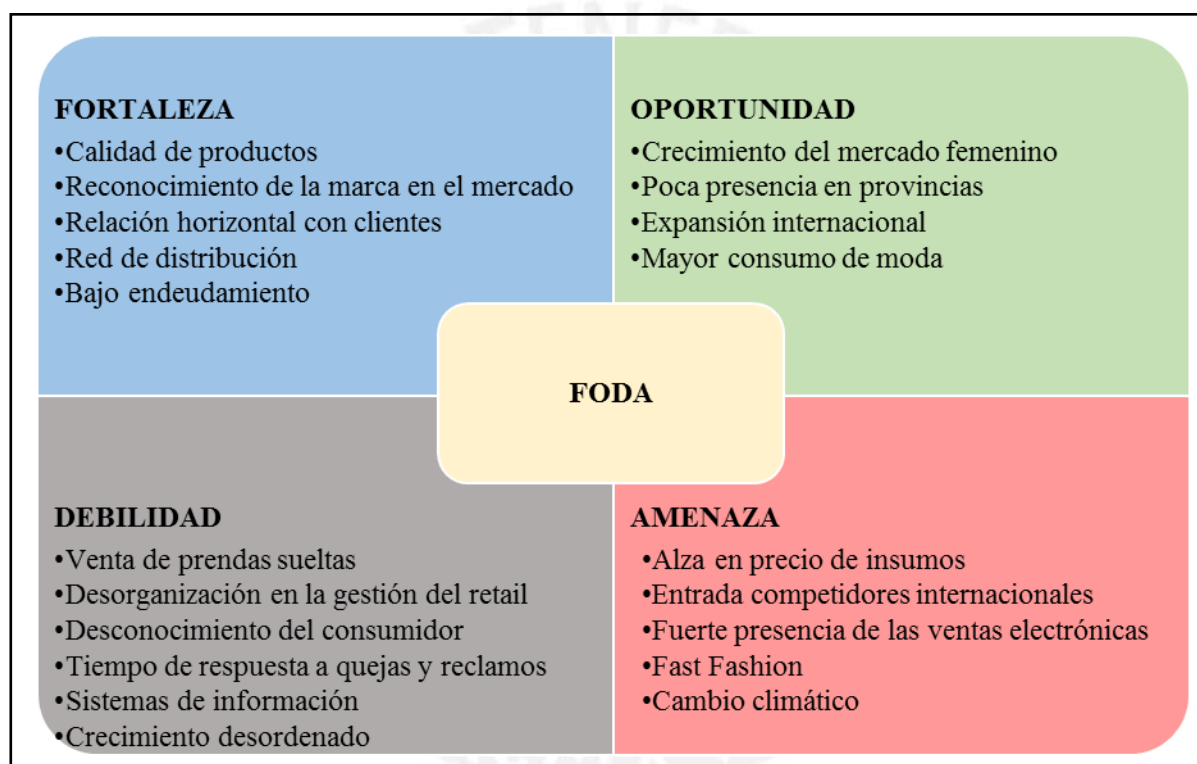 FORTALEZA
•Calidad de productos
•Reconocimiento de la marca en el mercado
•Relación horizontal con clientes
•Red de distribución
•Bajo endeudamiento
OPORTUNIDAD
•Crecimiento del mercado femenino
•Poca presencia en provincias
•Expansión internacional
•Mayor consumo de moda
FODA
DEBILIDAD
•Venta de prendas sueltas
•Desorganización en la gestión del retail
•Desconocimiento del consumidor
•Tiempo de respuesta a quejas y reclamos
•Sistemas de información
•Crecimiento desordenado
AMENAZA
•Alza en precio de insumos
•Entrada competidores internacionales
•Fuerte presencia de las ventas electrónicas
•Fast Fashion
•Cambio climático